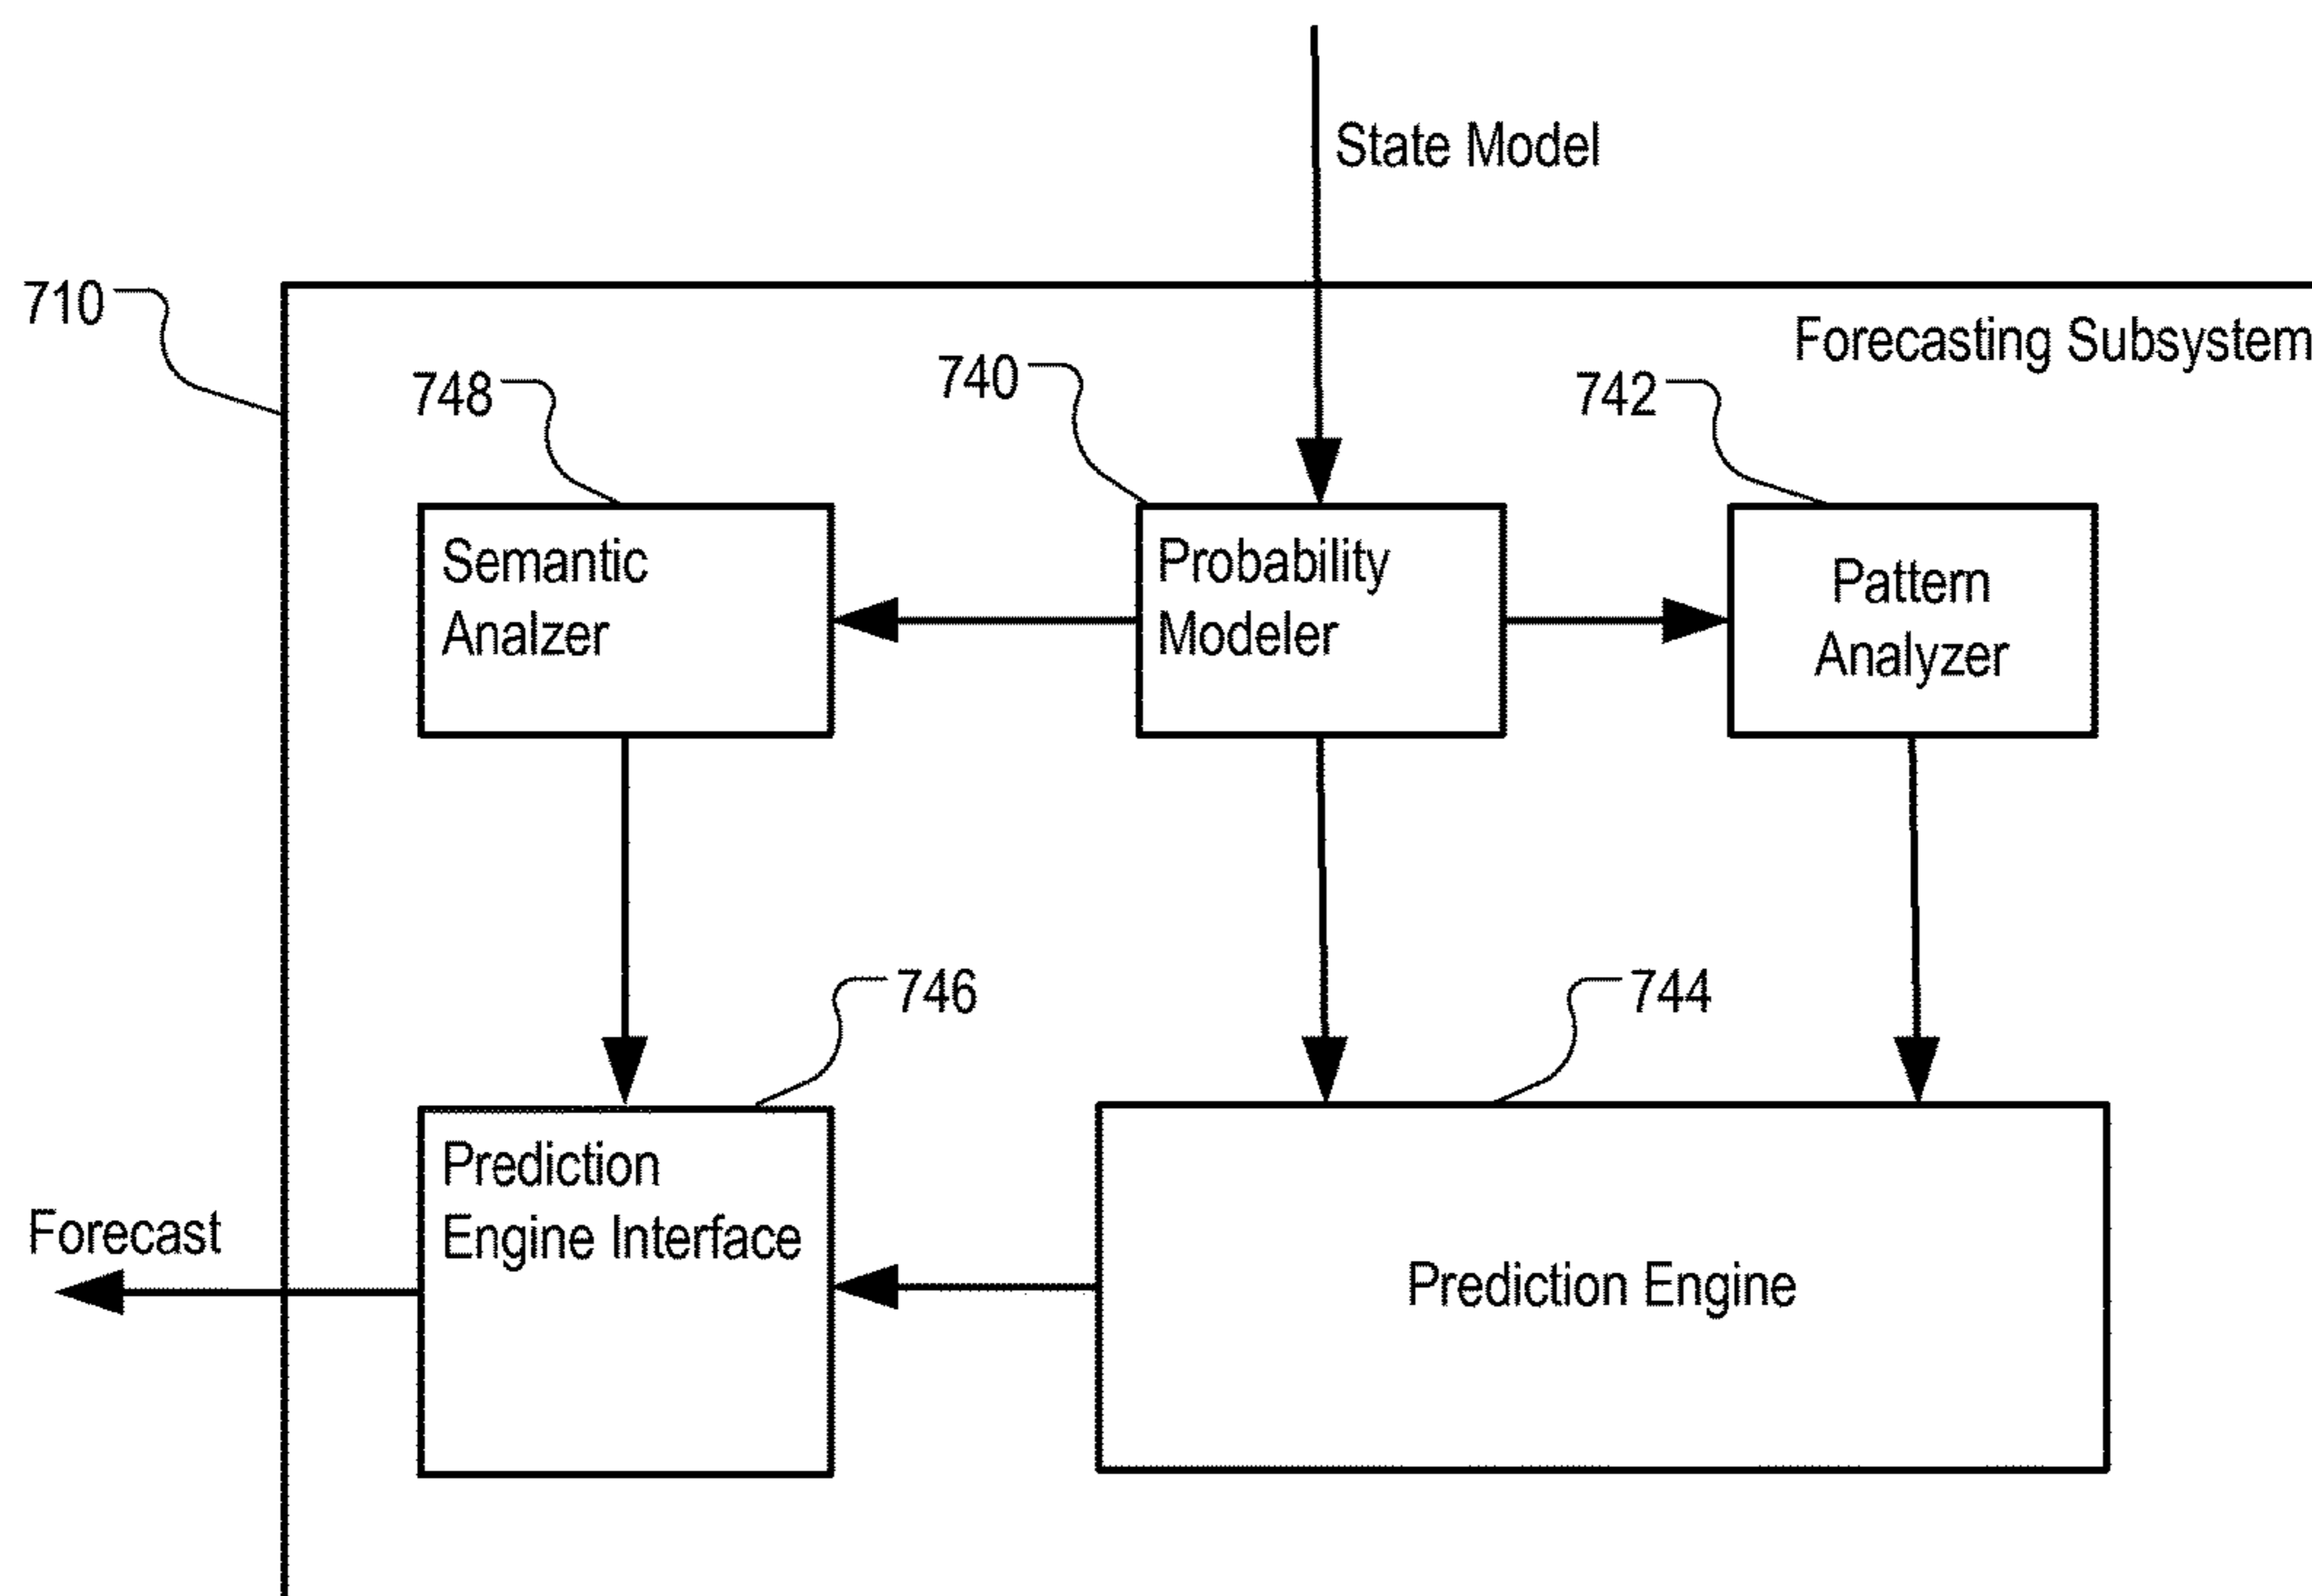 State Model
710
Forecasting Subsystem
748
740
742
Semantic
Analzer
Probability
Modeler
Pattern
Analyzer
746
744
Prediction
Engine Interface
Forecast
Prediction Engine